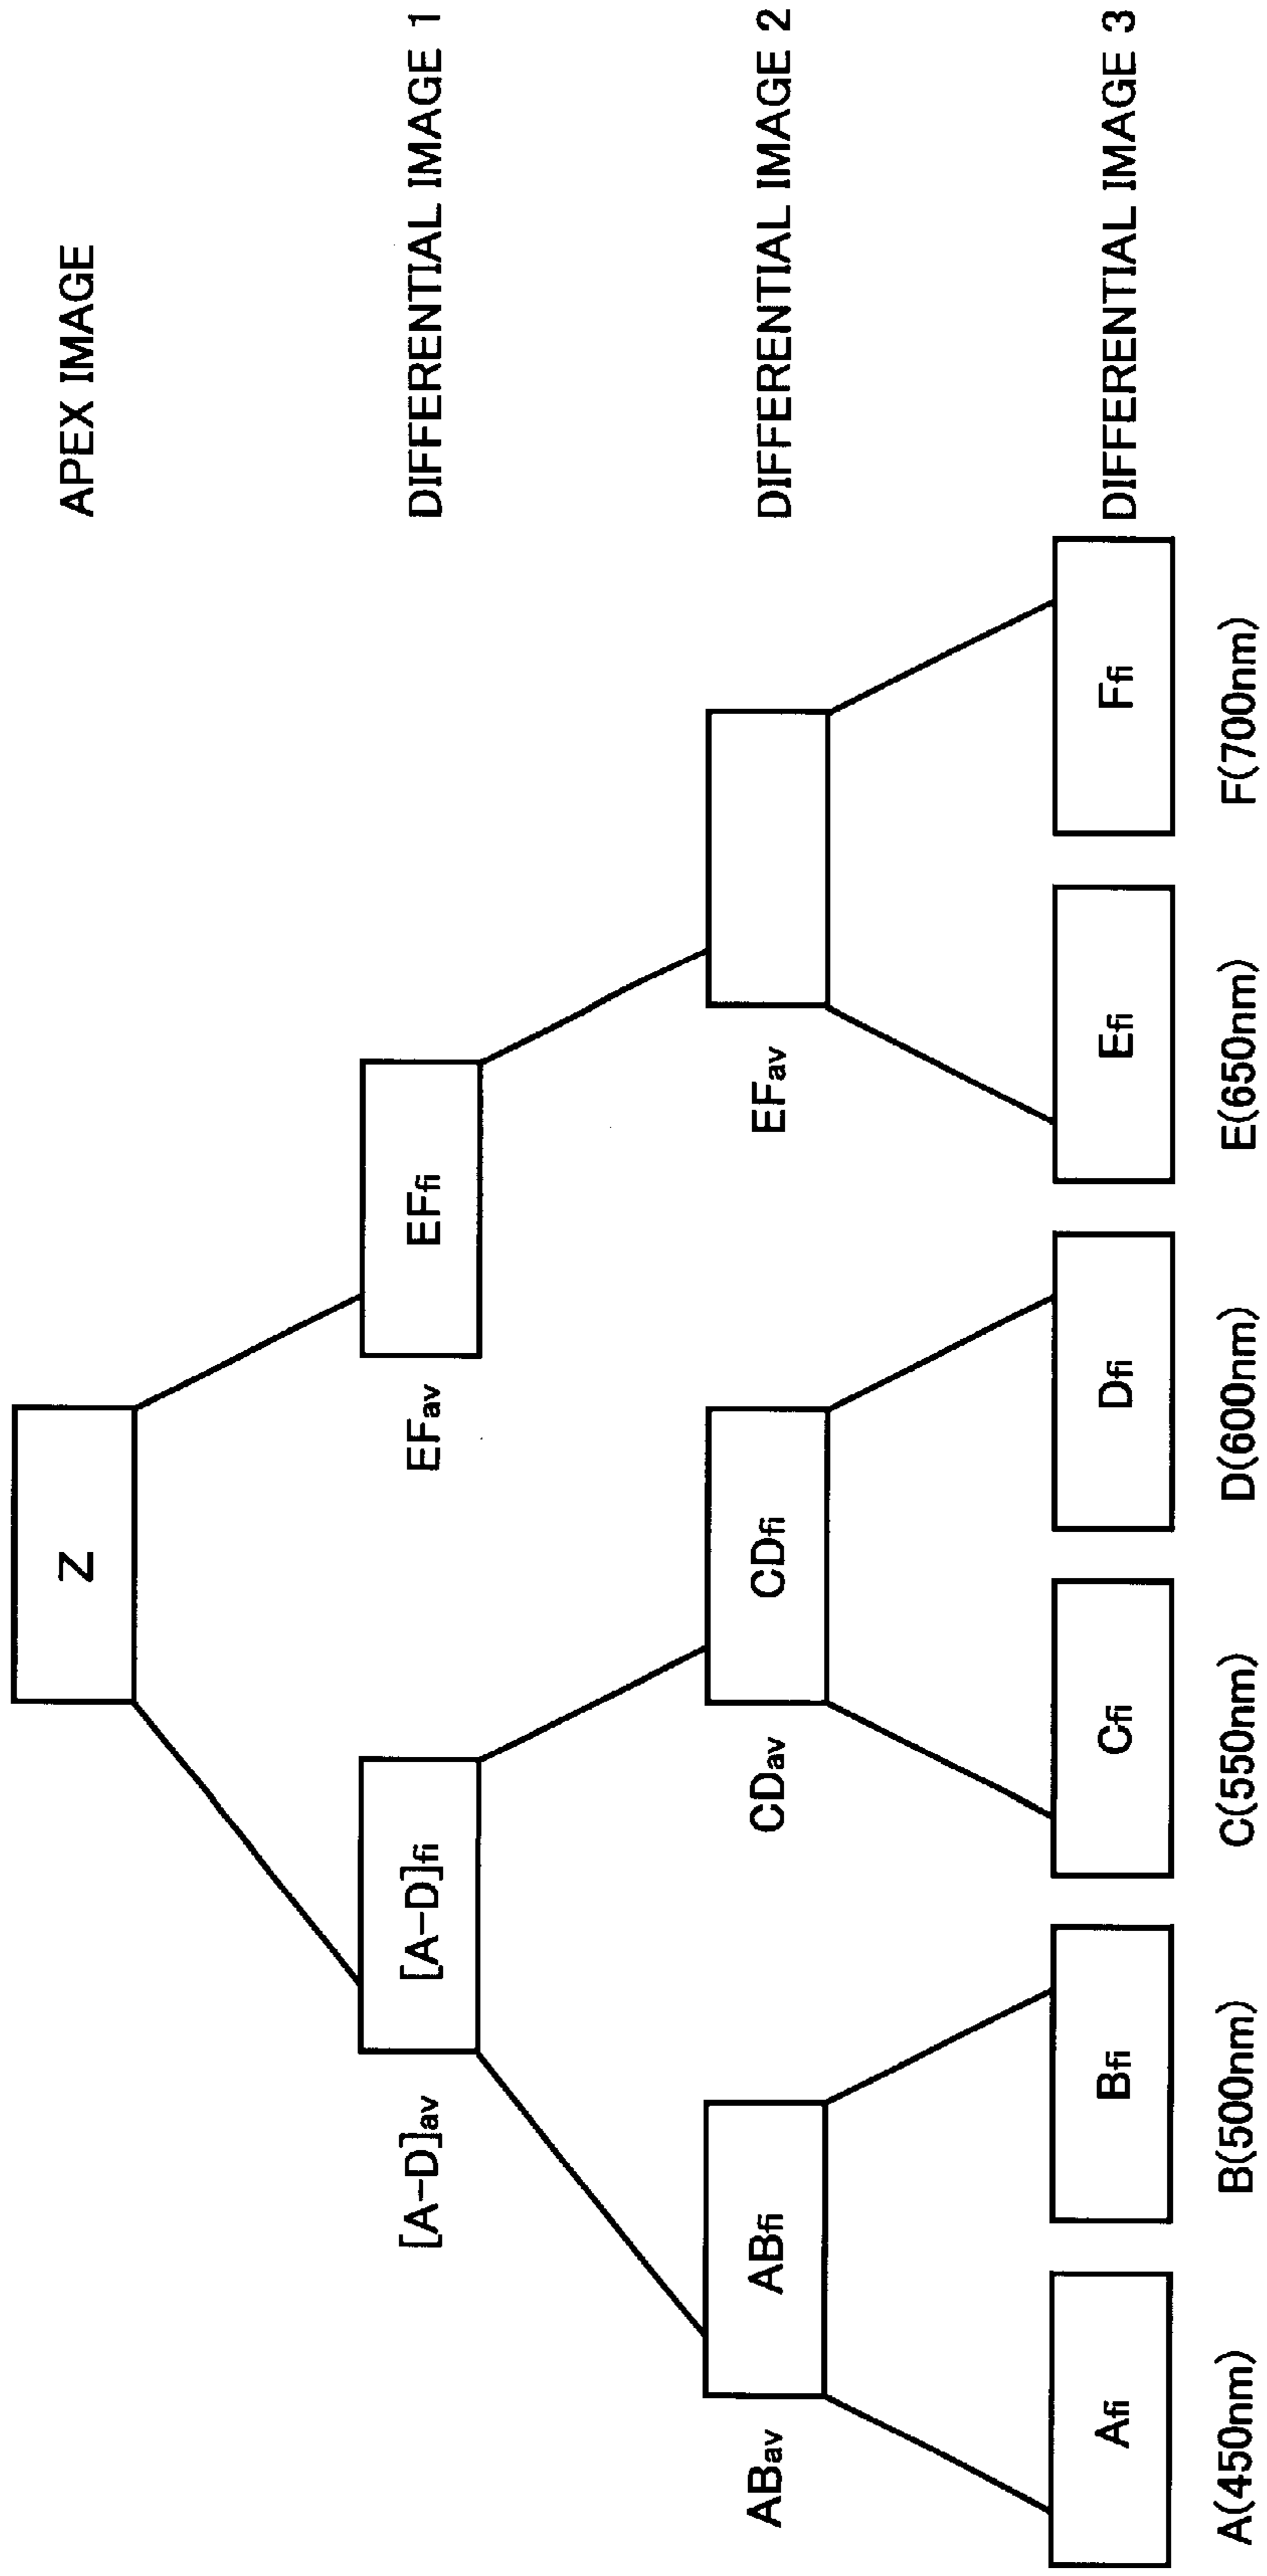 Z
APEX IMAGE
[A-D]av
[A-D]fi
EFav
EFfi
DIFFERENTIAL IMAGE 1
ABav
ABfi
CDav
CDfi
EFav
DIFFERENTIAL IMAGE 2
Afi
Bfi
Cfi
Dfi
Efi
Ffi
DIFFERENTIAL IMAGE 3
A(450nm)
B(500nm)
C(550nm)
D(600nm)
E(650nm)
F(700nm)